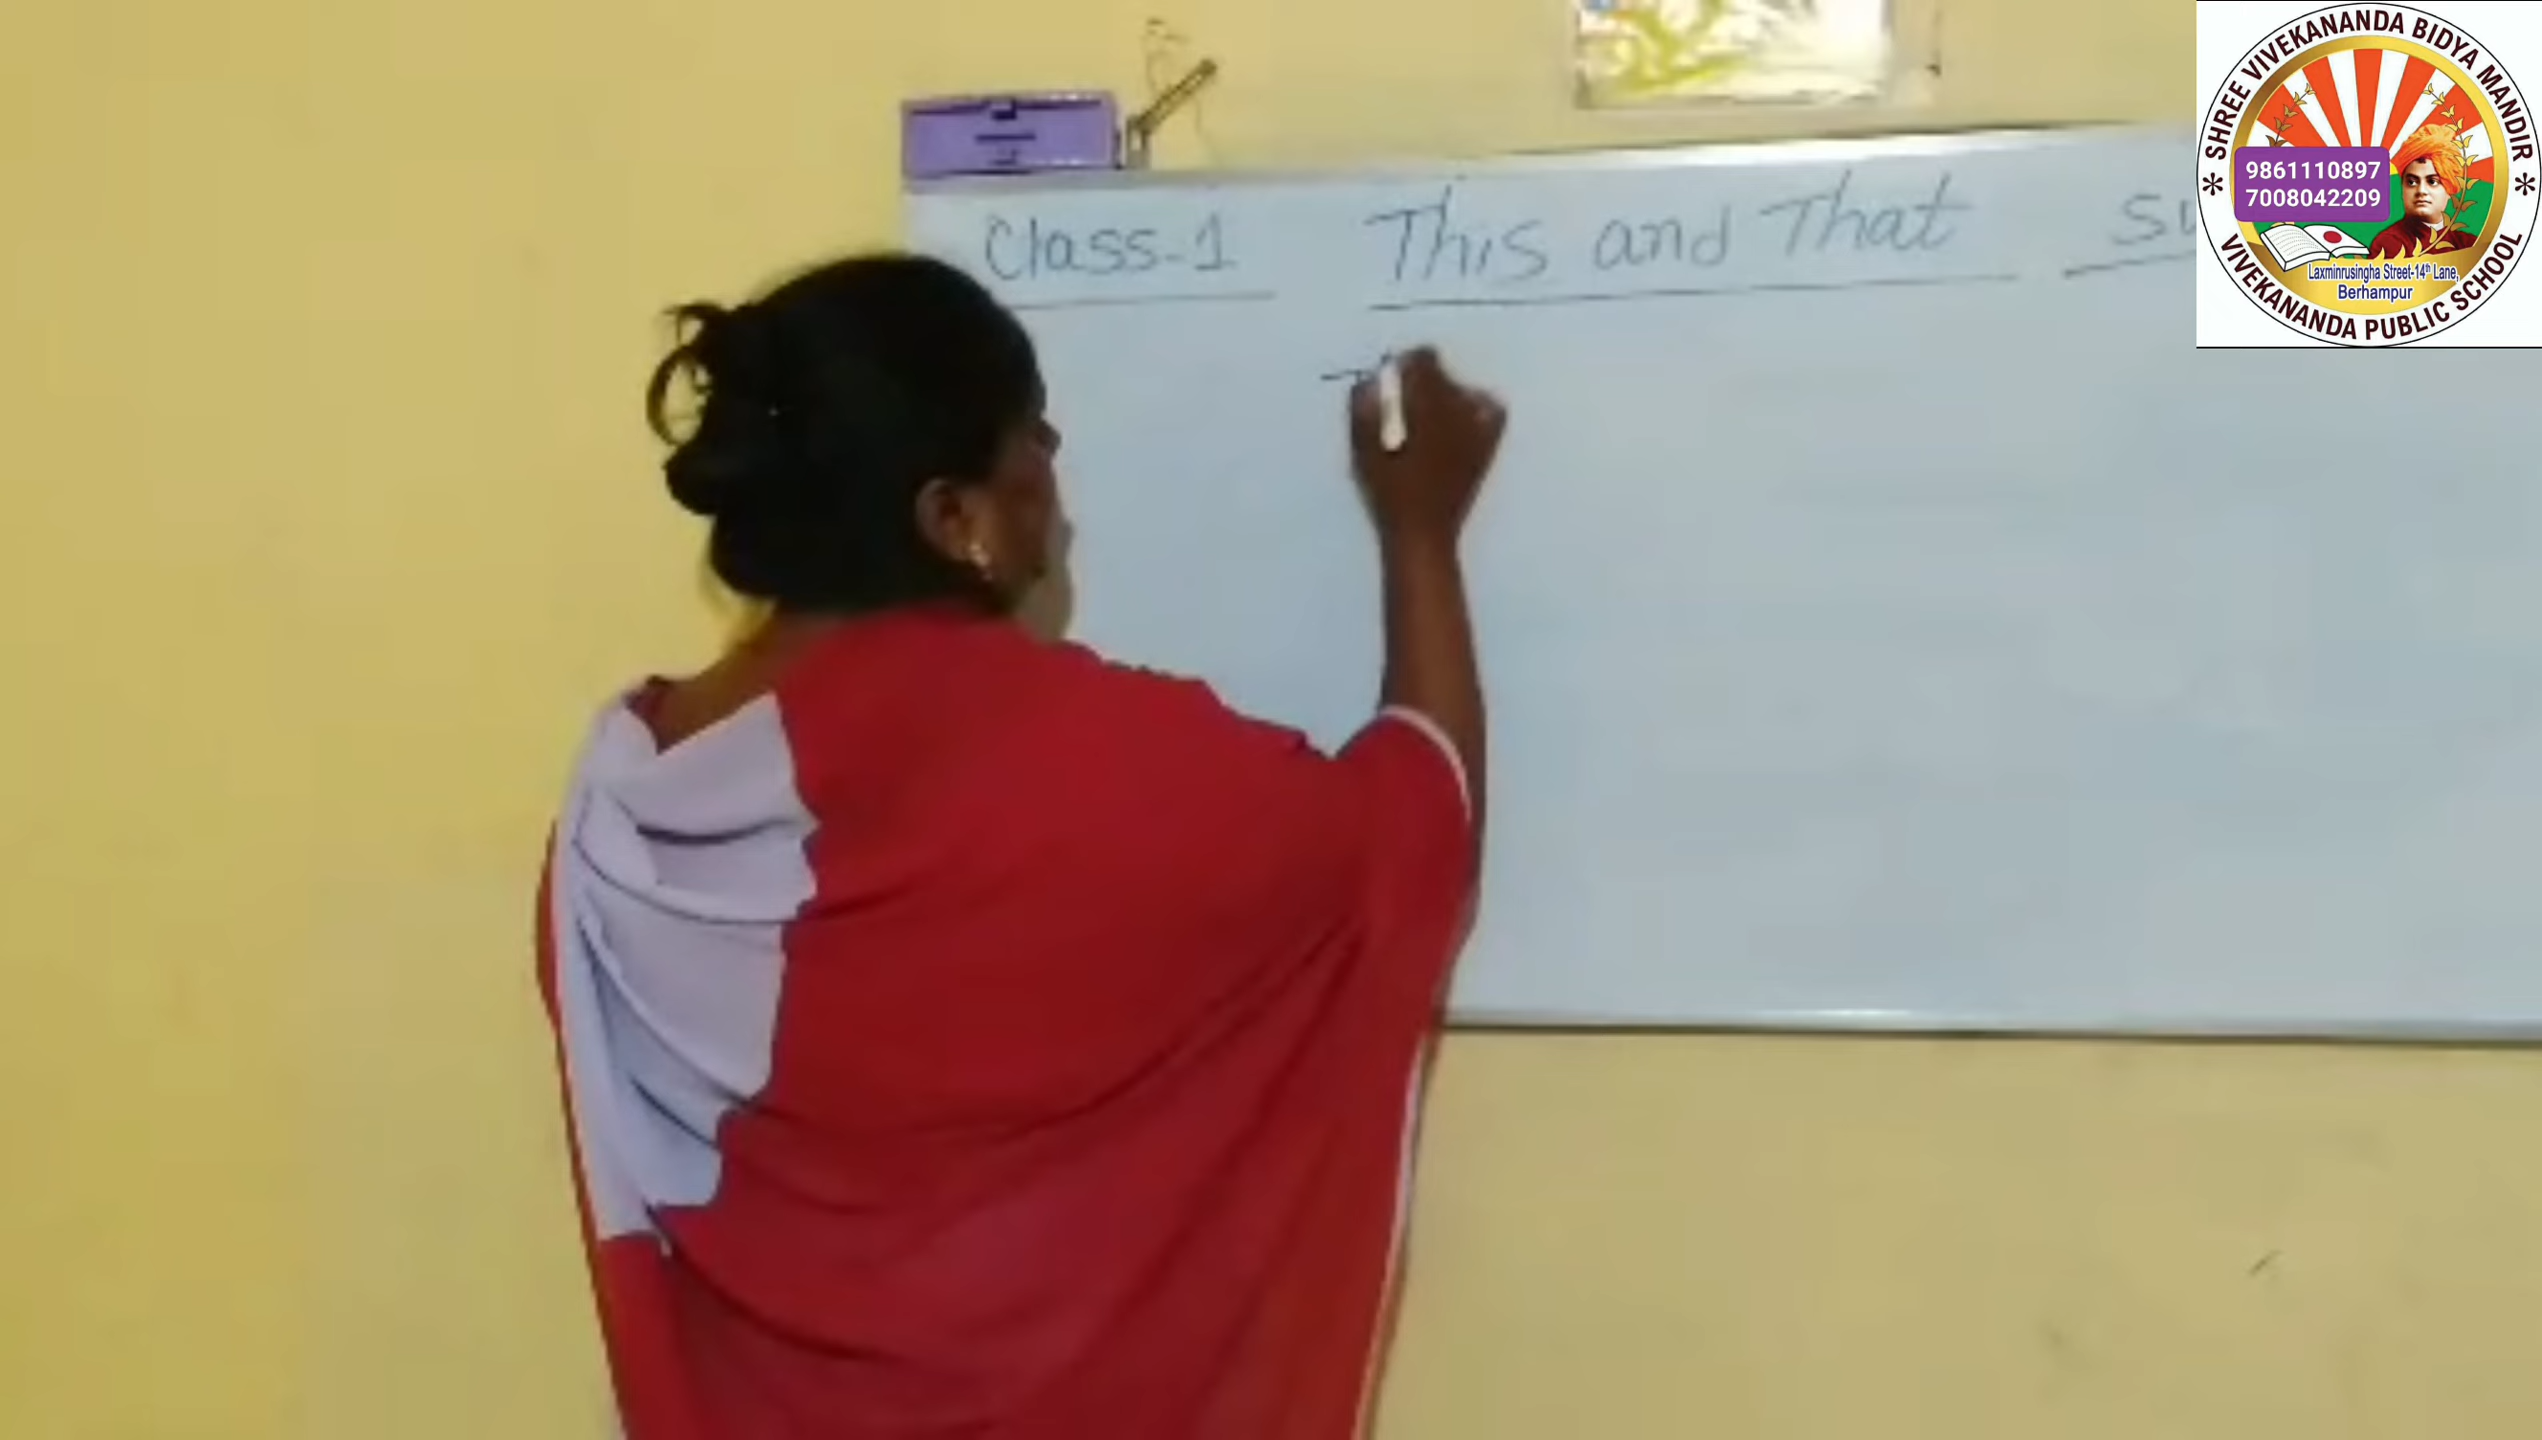 Class-1 This and That
SHREE VIVEKANANDA BIDYA MANDIR
9861110897
7008042209
Laxminrusingha Street-14th Lane,
Berhampur
VIVEKANANDA PUBLIC SCHOOL